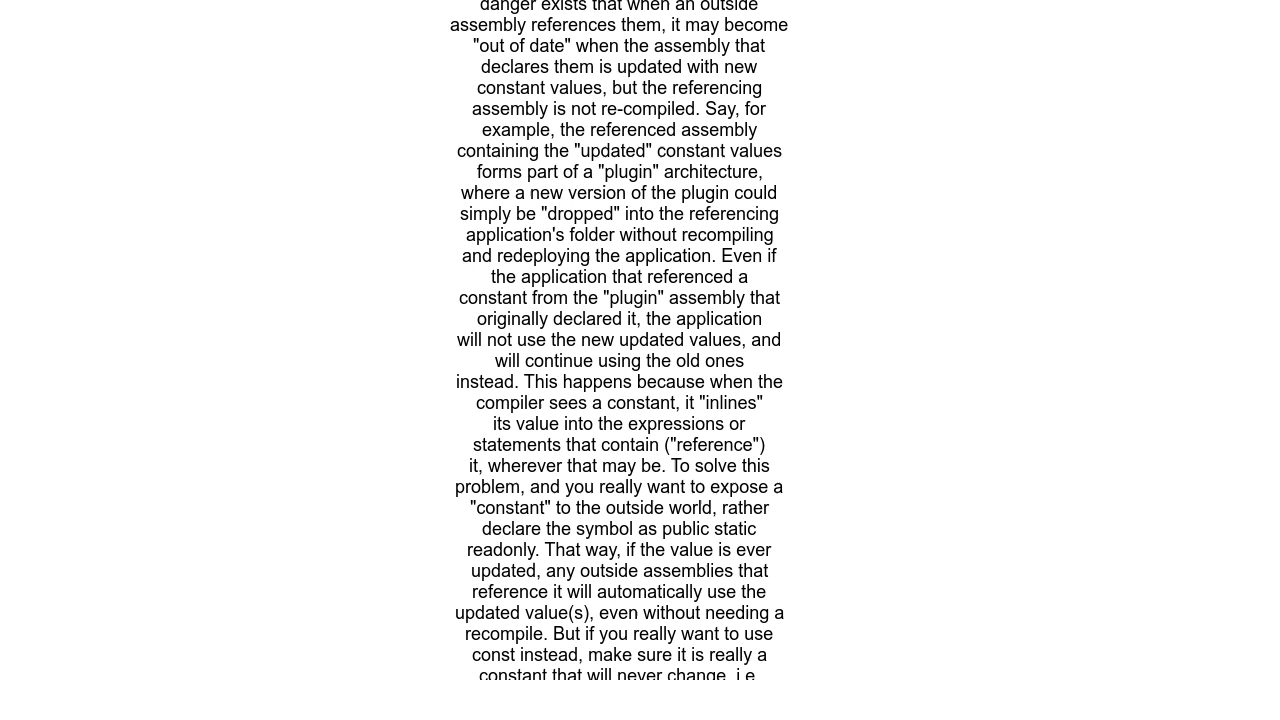 danger exists that when an outside
assembly references them, it may become
"out of date" when the assembly that
declares them is updated with new
constant values, but the referencing
assembly is not re-compiled. Say, for
example, the referenced assembly
containing the "updated" constant values
forms part of a "plugin" architecture,
where a new version of the plugin could
simply be "dropped" into the referencing
application's folder without recompiling
and redeploying the application. Even if
the application that referenced a
constant from the "plugin" assembly that
originally declared it, the application
will not use the new updated values, and
will continue using the old ones
instead. This happens because when the
compiler sees a constant, it "inlines"
its value into the expressions or
statements that contain ("reference")
it, wherever that may be. To solve this
problem, and you really want to expose a
"constant" to the outside world, rather
declare the symbol as public static
readonly. That way, if the value is ever
updated, any outside assemblies that
reference it will automatically use the
updated value(s), even without needing a
recompile. But if you really want to use
const instead, make sure it is really a
constant that will never change, i.e.